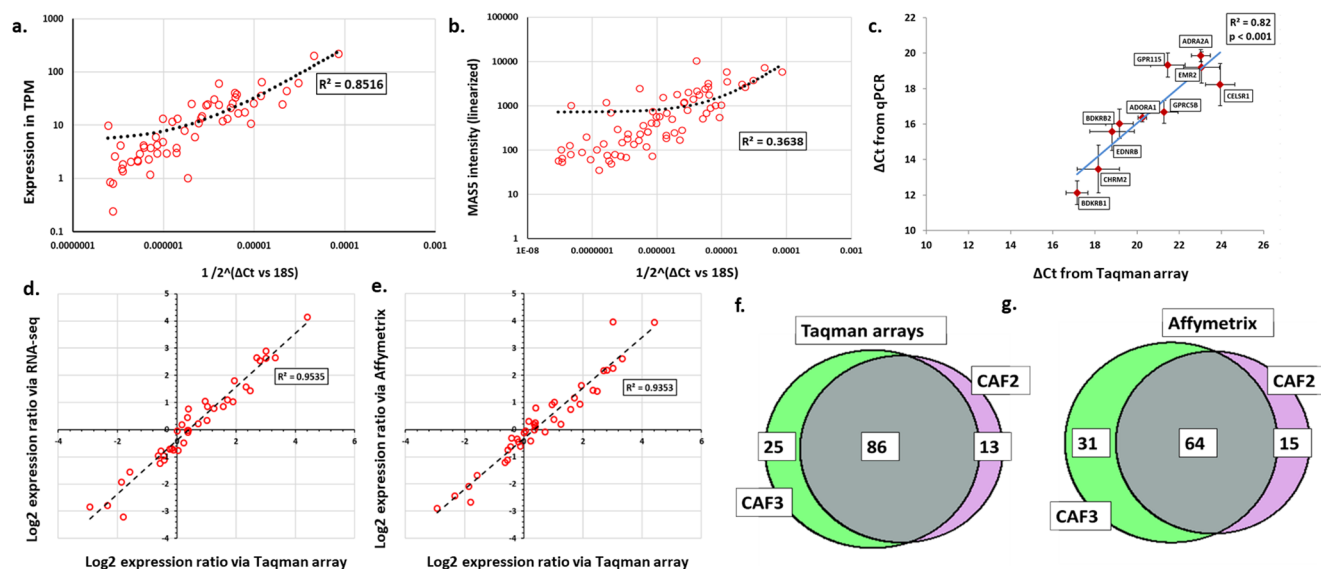 a.
Expression in TPM
1000
100
10
1
0.1
R² = 0.8516
0.0000001
0.000001
0.00001
0.0001
0.001
1/2^(ΔCt vs 18S)
b.
MAS5 intensity (linearized)
100000
10000
1000
100
10
1
R² = 0.3638
1E-08
0.0000001
0.000001
0.00001
0.0001
0.001
1/2^(ΔCt vs 18S)
c.
ΔCt from qPCR
22
20
18
16
14
12
10
R² = 0.82
p < 0.001
ADRA2A
GPR115
EMR2
CELSR1
ADORA1
GPRC5B
BDKRB2
EDNRB
CHRM2
BDKRB1
10
12
14
16
18
20
22
24
26
ΔCt from Taqman array
d.
Log2 expression ratio via RNA-seq
5
4
3
2
1
0
-1
-2
-3
-4
R² = 0.9535
-4
-2
0
2
4
6
Log2 expression ratio via Taqman array
e.
Log2 expression ratio via Affymetrix
5
4
3
2
1
0
-1
-2
-3
-4
R² = 0.9353
-4
-2
0
2
4
6
Log2 expression ratio via Taqman array
f.
Taqman arrays
CAF2
25
86
13
CAF3
g.
Affymetrix
CAF2
31
64
15
CAF3